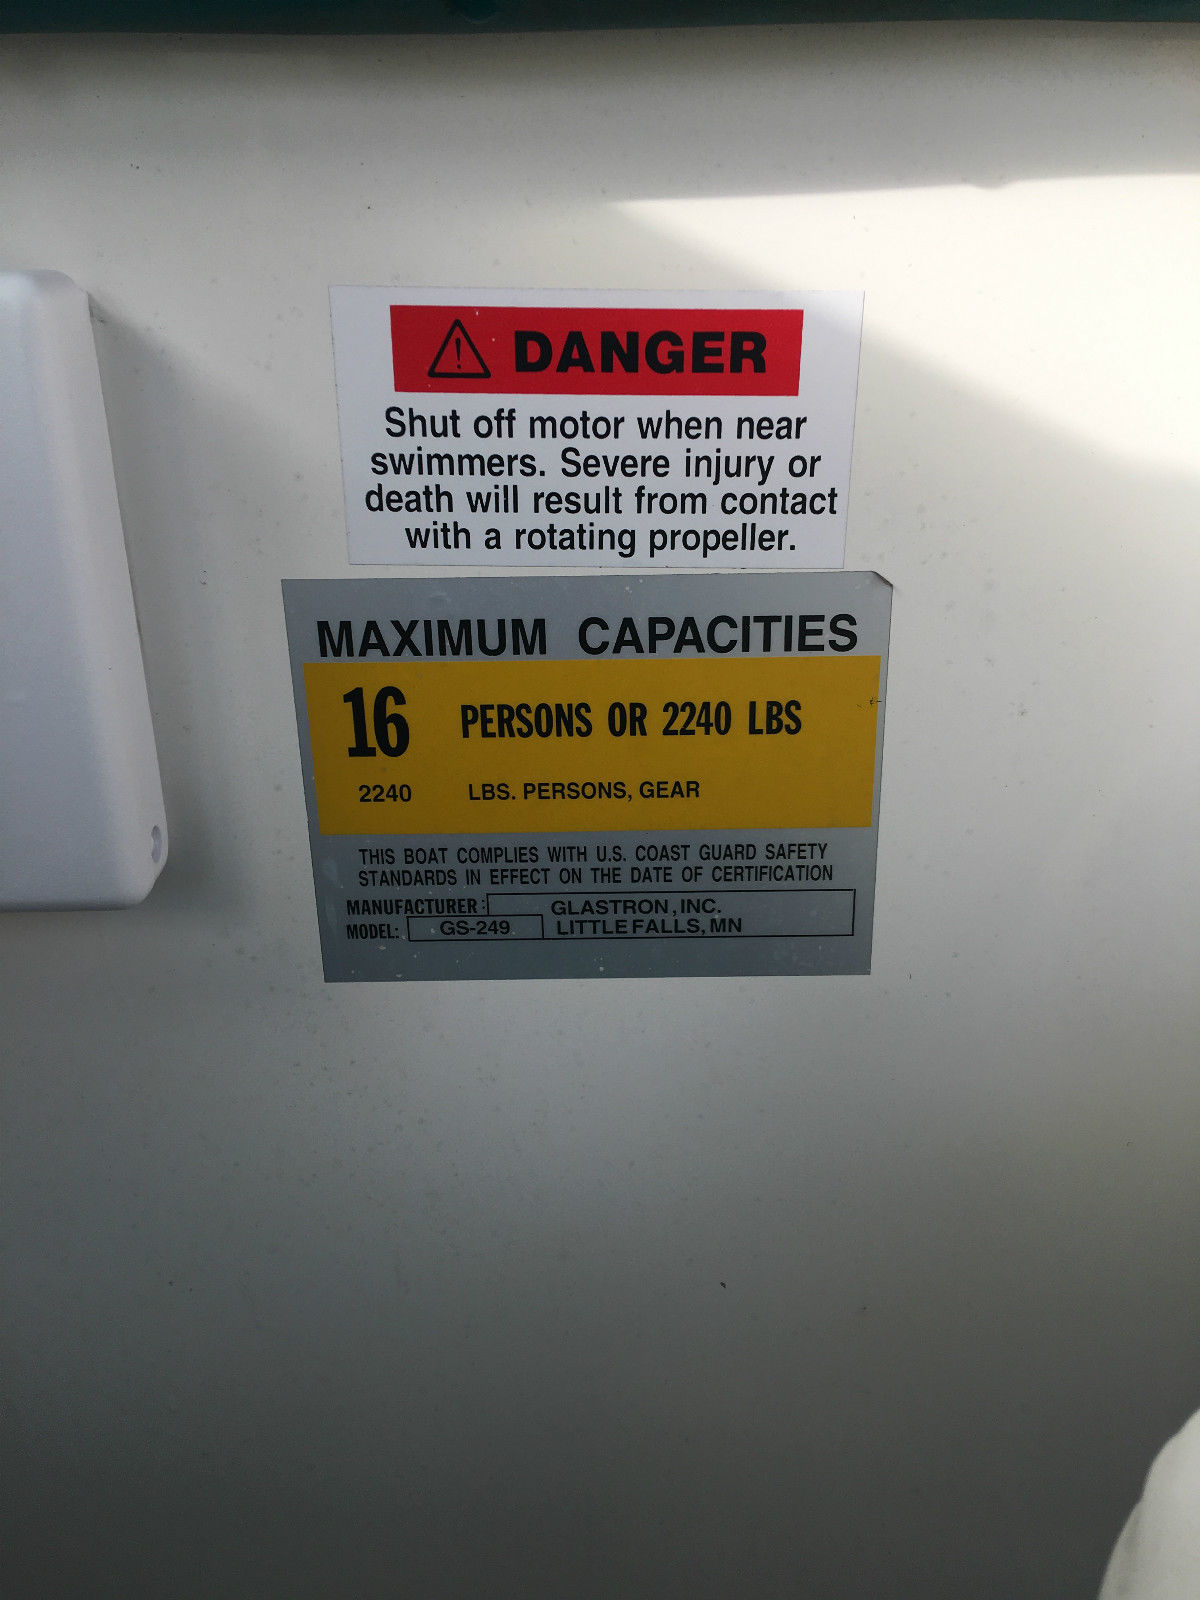 DANGER
Shut off motor when near
swimmers. Severe injury or
death will result from contact
with a rotating propeller.
MAXIMUM CAPACITIES
16 PERSONS OR 2240 LBS
2240 LBS. PERSONS, GEAR
THIS BOAT COMPLIES WITH U.S. COAST GUARD SAFETY
STANDARDS IN EFFECT ON THE DATE OF CERTIFICATION
MANUFACTURER: GLASTRON, INC.
MODEL: GS-249 LITTLE FALLS, MN